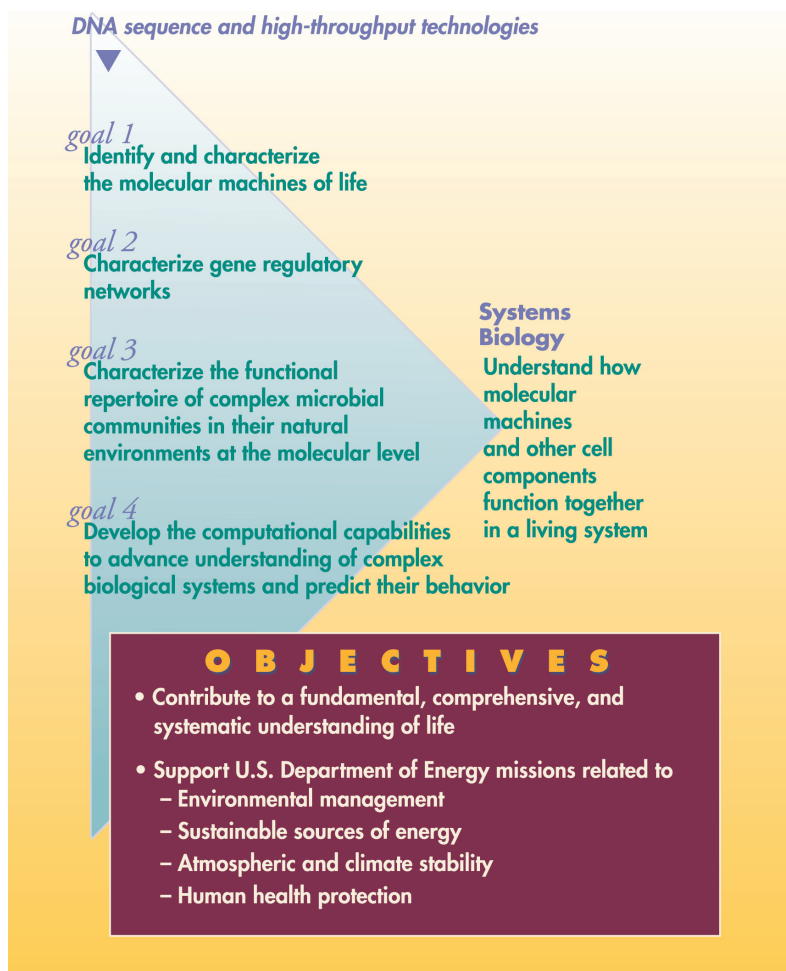 DNA sequence and high-throughput technologies
goal 1
Identify and characterize
the molecular machines of life
goal 2
Characterize gene regulatory
networks
goal 3
Characterize the functional
repertoire of complex microbial
communities in their natural
environments at the molecular level
goal 4
Develop the computational capabilities
to advance understanding of complex
biological systems and predict their behavior
Systems
Biology
Understand how
molecular
machines
and other cell
components
function together
in a living system
OBJECTIVES
• Contribute to a fundamental, comprehensive, and
systematic understanding of life
• Support U.S. Department of Energy missions related to
– Environmental management
– Sustainable sources of energy
– Atmospheric and climate stability
– Human health protection